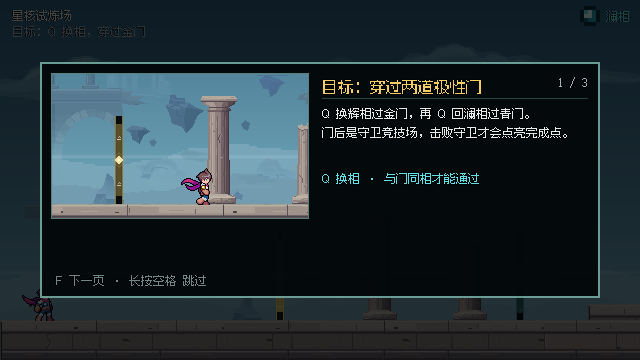 星核试炼场
澜相
目标: Q 换相, 穿过金门
目标: 穿过两道极性门
1 / 3
Q 换辉相过金门, 再 Q 回澜相过青门。
门后是守卫竞技场, 击败守卫才会点亮完成点。
Q 换相 · 与门同相才能通过
F 下一页 · 长按空格 跳过